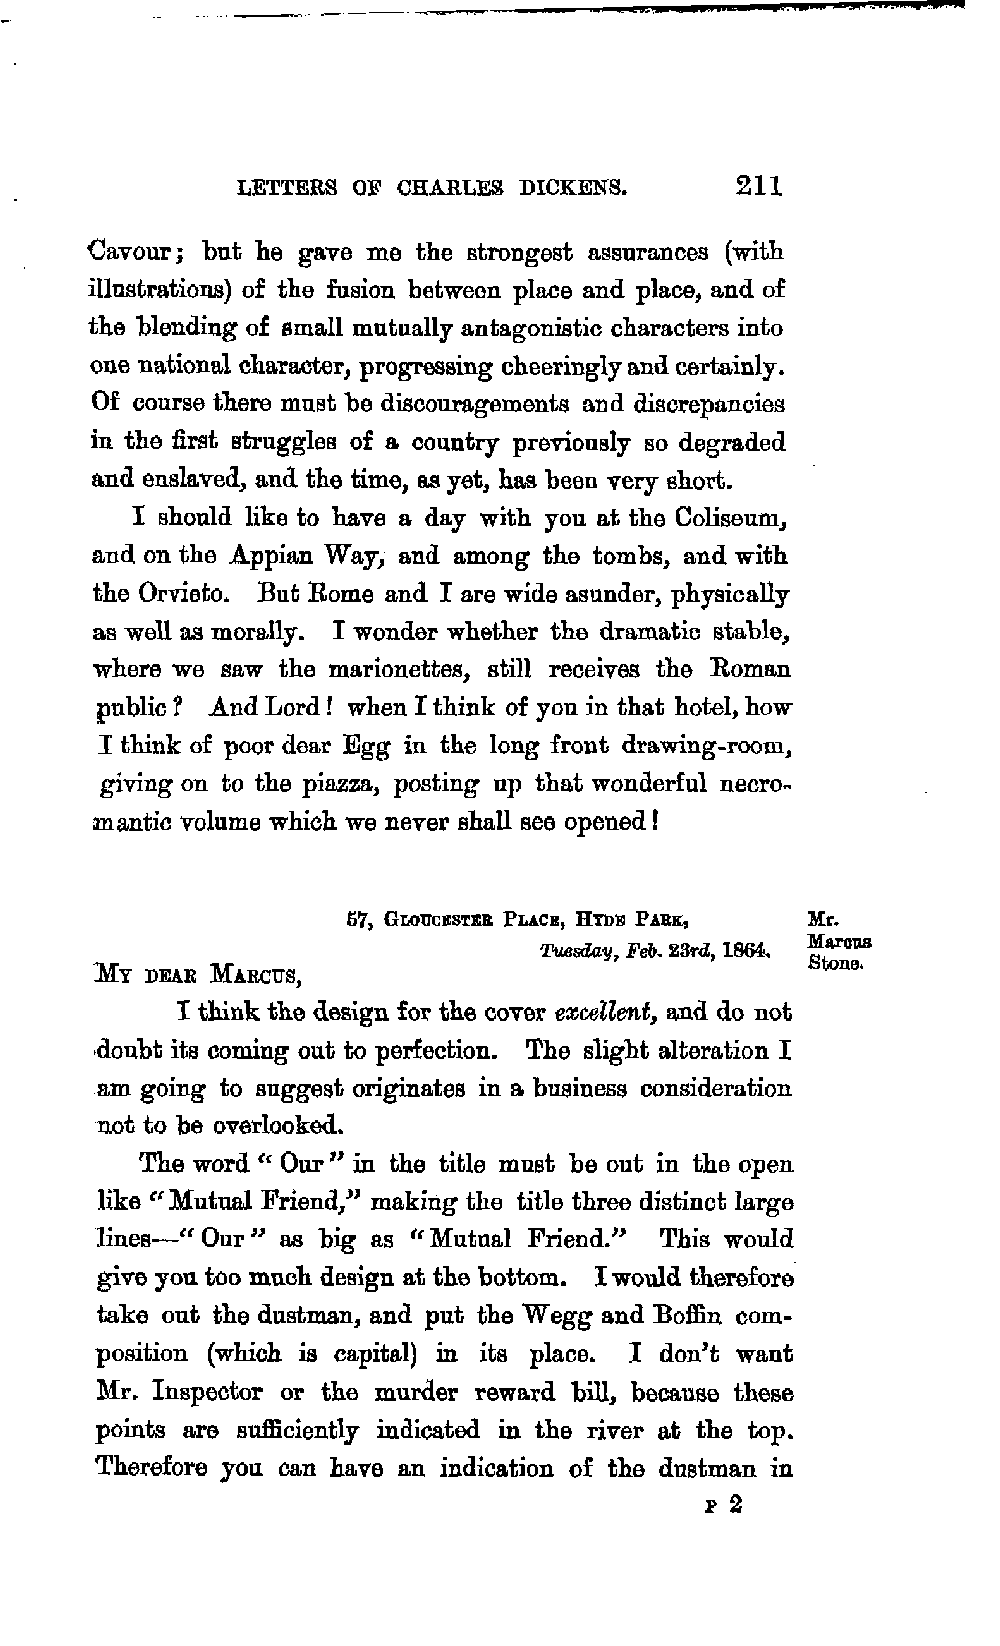 LETTERS OF CHARLES DICKENS. 211
Cavour; but he gave me the strongest assurances (with
illustrations) of the fusion between place and place, and of
the blending of small mutually antagonistic characters into
one national character, progressing cheeringly and certainly.
Of course there must be discouragements and discrepancies
in the first struggles of a country previously so degraded
and enslaved, and the time, as yet, has been very short.
I should like to have a day with you at the Coliseum,
and on the Appian Way, and among the tombs, and with
the Orvieto. But Rome and I are wide asunder, physically
as well as morally. I wonder whether the dramatic stable,
where we saw the marionettes, still receives the Roman
public? And Lord! when I think of you in that hotel, how
I think of poor dear Egg in the long front drawing-room,
giving on to the piazza, posting up that wonderful necro-
mantic volume which we never shall see opened!
57, GLOUCESTER PLACE, HYDE PARK,
Tuesday, Feb. 23rd, 1864.
Mr.
Marcus
Stone.
MY DEAR MARCUS,
I think the design for the cover excellent, and do not
doubt its coming out to perfection. The slight alteration I
am going to suggest originates in a business consideration
not to be overlooked.
The word "Our" in the title must be out in the open
like "Mutual Friend," making the title three distinct large
lines—"Our" as big as "Mutual Friend." This would
give you too much design at the bottom. I would therefore
take out the dustman, and put the Wegg and Boffin com-
position (which is capital) in its place. I don't want
Mr. Inspector or the murder reward bill, because these
points are sufficiently indicated in the river at the top.
Therefore you can have an indication of the dustman in
P 2